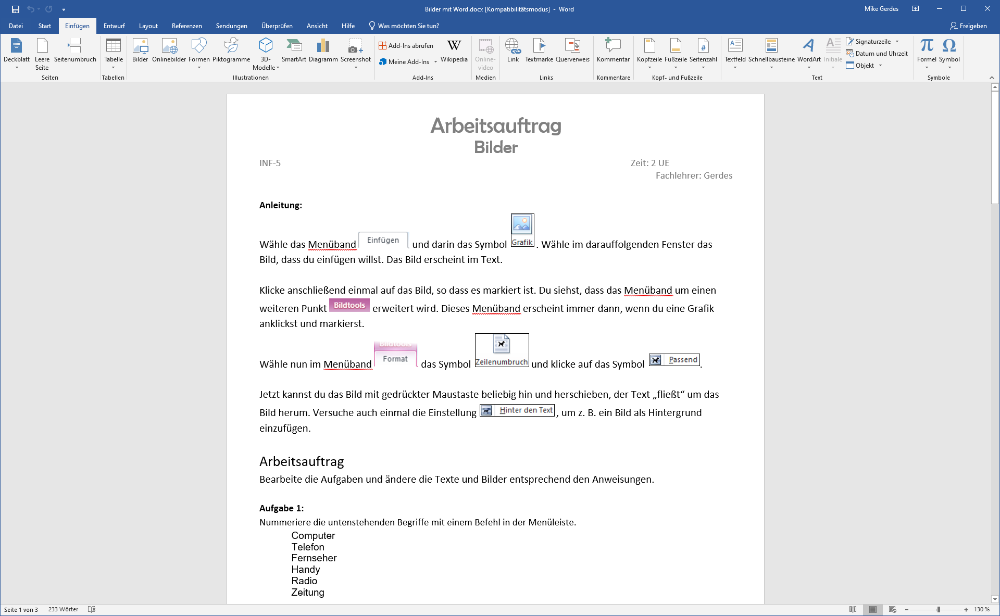 Bilder mit Word.docx [Kompatibilitätsmodus] - Word
Mike Gerdes
Datei Start Einfügen Entwurf Layout Referenzen Sendungen Überprüfen Ansicht Hilfe Was möchten Sie tun? Freigeben
Deckblatt Leere Seite Seitenumbruch
Seiten
Tabelle
Tabellen
Bilder Onlinebilder Formen Piktogramme 3D-Modelle SmartArt Diagramm Screenshot
Illustrationen
Add-Ins abrufen
Meine Add-Ins
Wikipedia
Add-Ins
Online-video
Medien
Link Textmarke Querverweis
Links
Kommentar
Kommentare
Kopfzeile Fußzeile Seitenzahl
Kopf- und Fußzeile
Textfeld Schnellbausteine WordArt Initiale
Signaturzeile
Datum und Uhrzeit
Objekt
Text
Formel Symbol
Symbole
Arbeitsauftrag
Bilder
INF-5 Zeit: 2 UE
Fachlehrer: Gerdes
Anleitung:
Wähle das Menüband Einfügen und darin das Symbol Grafik . Wähle im darauffolgenden Fenster das
Bild, dass du einfügen willst. Das Bild erscheint im Text.
Klicke anschließend einmal auf das Bild, so dass es markiert ist. Du siehst, dass das Menüband um einen
weiteren Punkt Bildtools erweitert wird. Dieses Menüband erscheint immer dann, wenn du eine Grafik
anklickst und markierst.
Wähle nun im Menüband Bildtools Format das Symbol Zeilenumbruch und klicke auf das Symbol Passend.
Jetzt kannst du das Bild mit gedrückter Maustaste beliebig hin und herschieben, der Text „fließt“ um das
Bild herum. Versuche auch einmal die Einstellung Hinter den Text, um z. B. ein Bild als Hintergrund
einzufügen.
Arbeitsauftrag
Bearbeite die Aufgaben und ändere die Texte und Bilder entsprechend den Anweisungen.
Aufgabe 1:
Nummeriere die untenstehenden Begriffe mit einem Befehl in der Menüleiste.
Computer
Telefon
Fernseher
Handy
Radio
Zeitung
Seite 1 von 3 233 Wörter 130 %